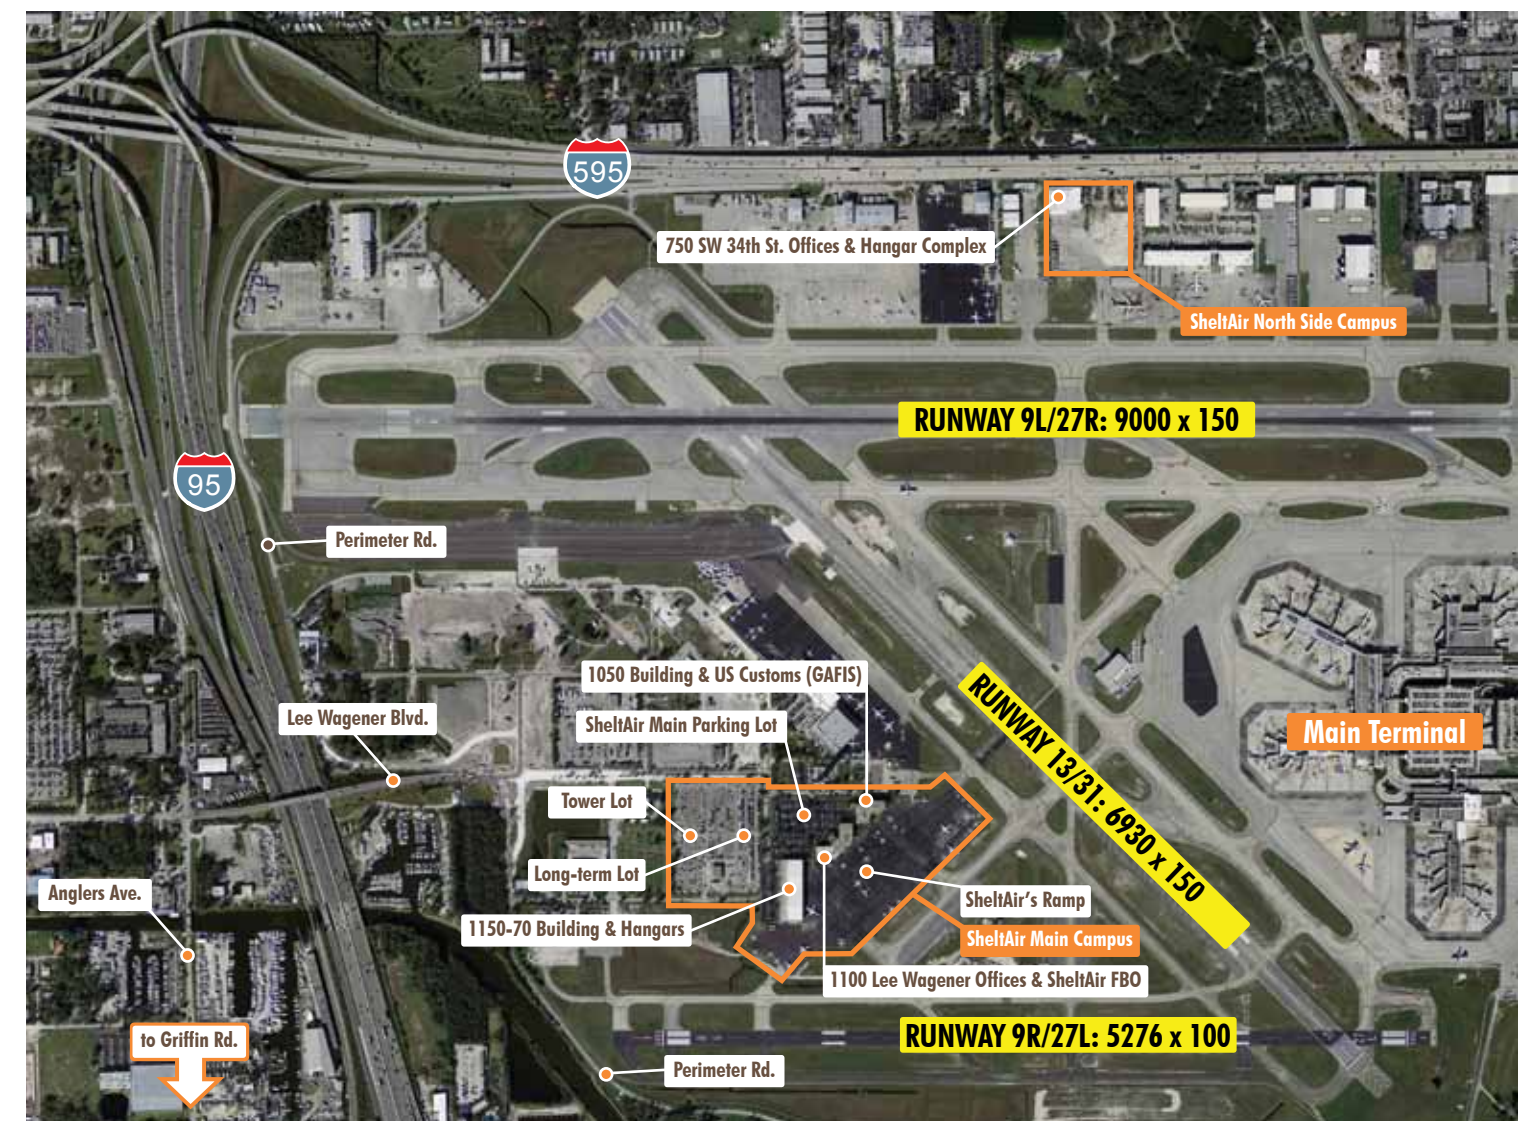 595
750 SW 34th St. Offices & Hangar Complex
SheltAir North Side Campus
RUNWAY 9L/27R: 9000 x 150
95
Perimeter Rd.
1050 Building & US Customs (GAFIS)
RUNWAY 13/31: 6930 x 150
Lee Wagener Blvd.
SheltAir Main Parking Lot
Main Terminal
Tower Lot
Long-term Lot
Anglers Ave.
SheltAir's Ramp
1150-70 Building & Hangars
SheltAir Main Campus
1100 Lee Wagener Offices & SheltAir FBO
to Griffin Rd.
RUNWAY 9R/27L: 5276 x 100
Perimeter Rd.